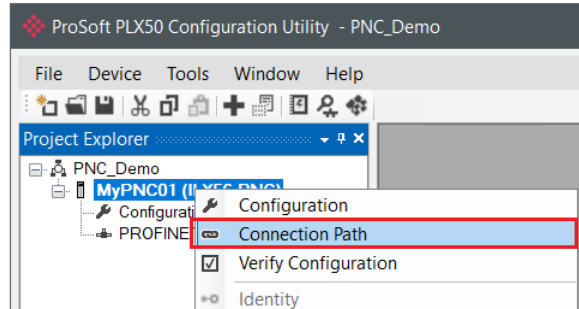 ProSoft PLX50 Configuration Utility - PNC_Demo
File Device Tools Window Help
Project Explorer
PNC_Demo
MyPNC01
Configuration
Connection Path
PROFINE
Verify Configuration
Identity